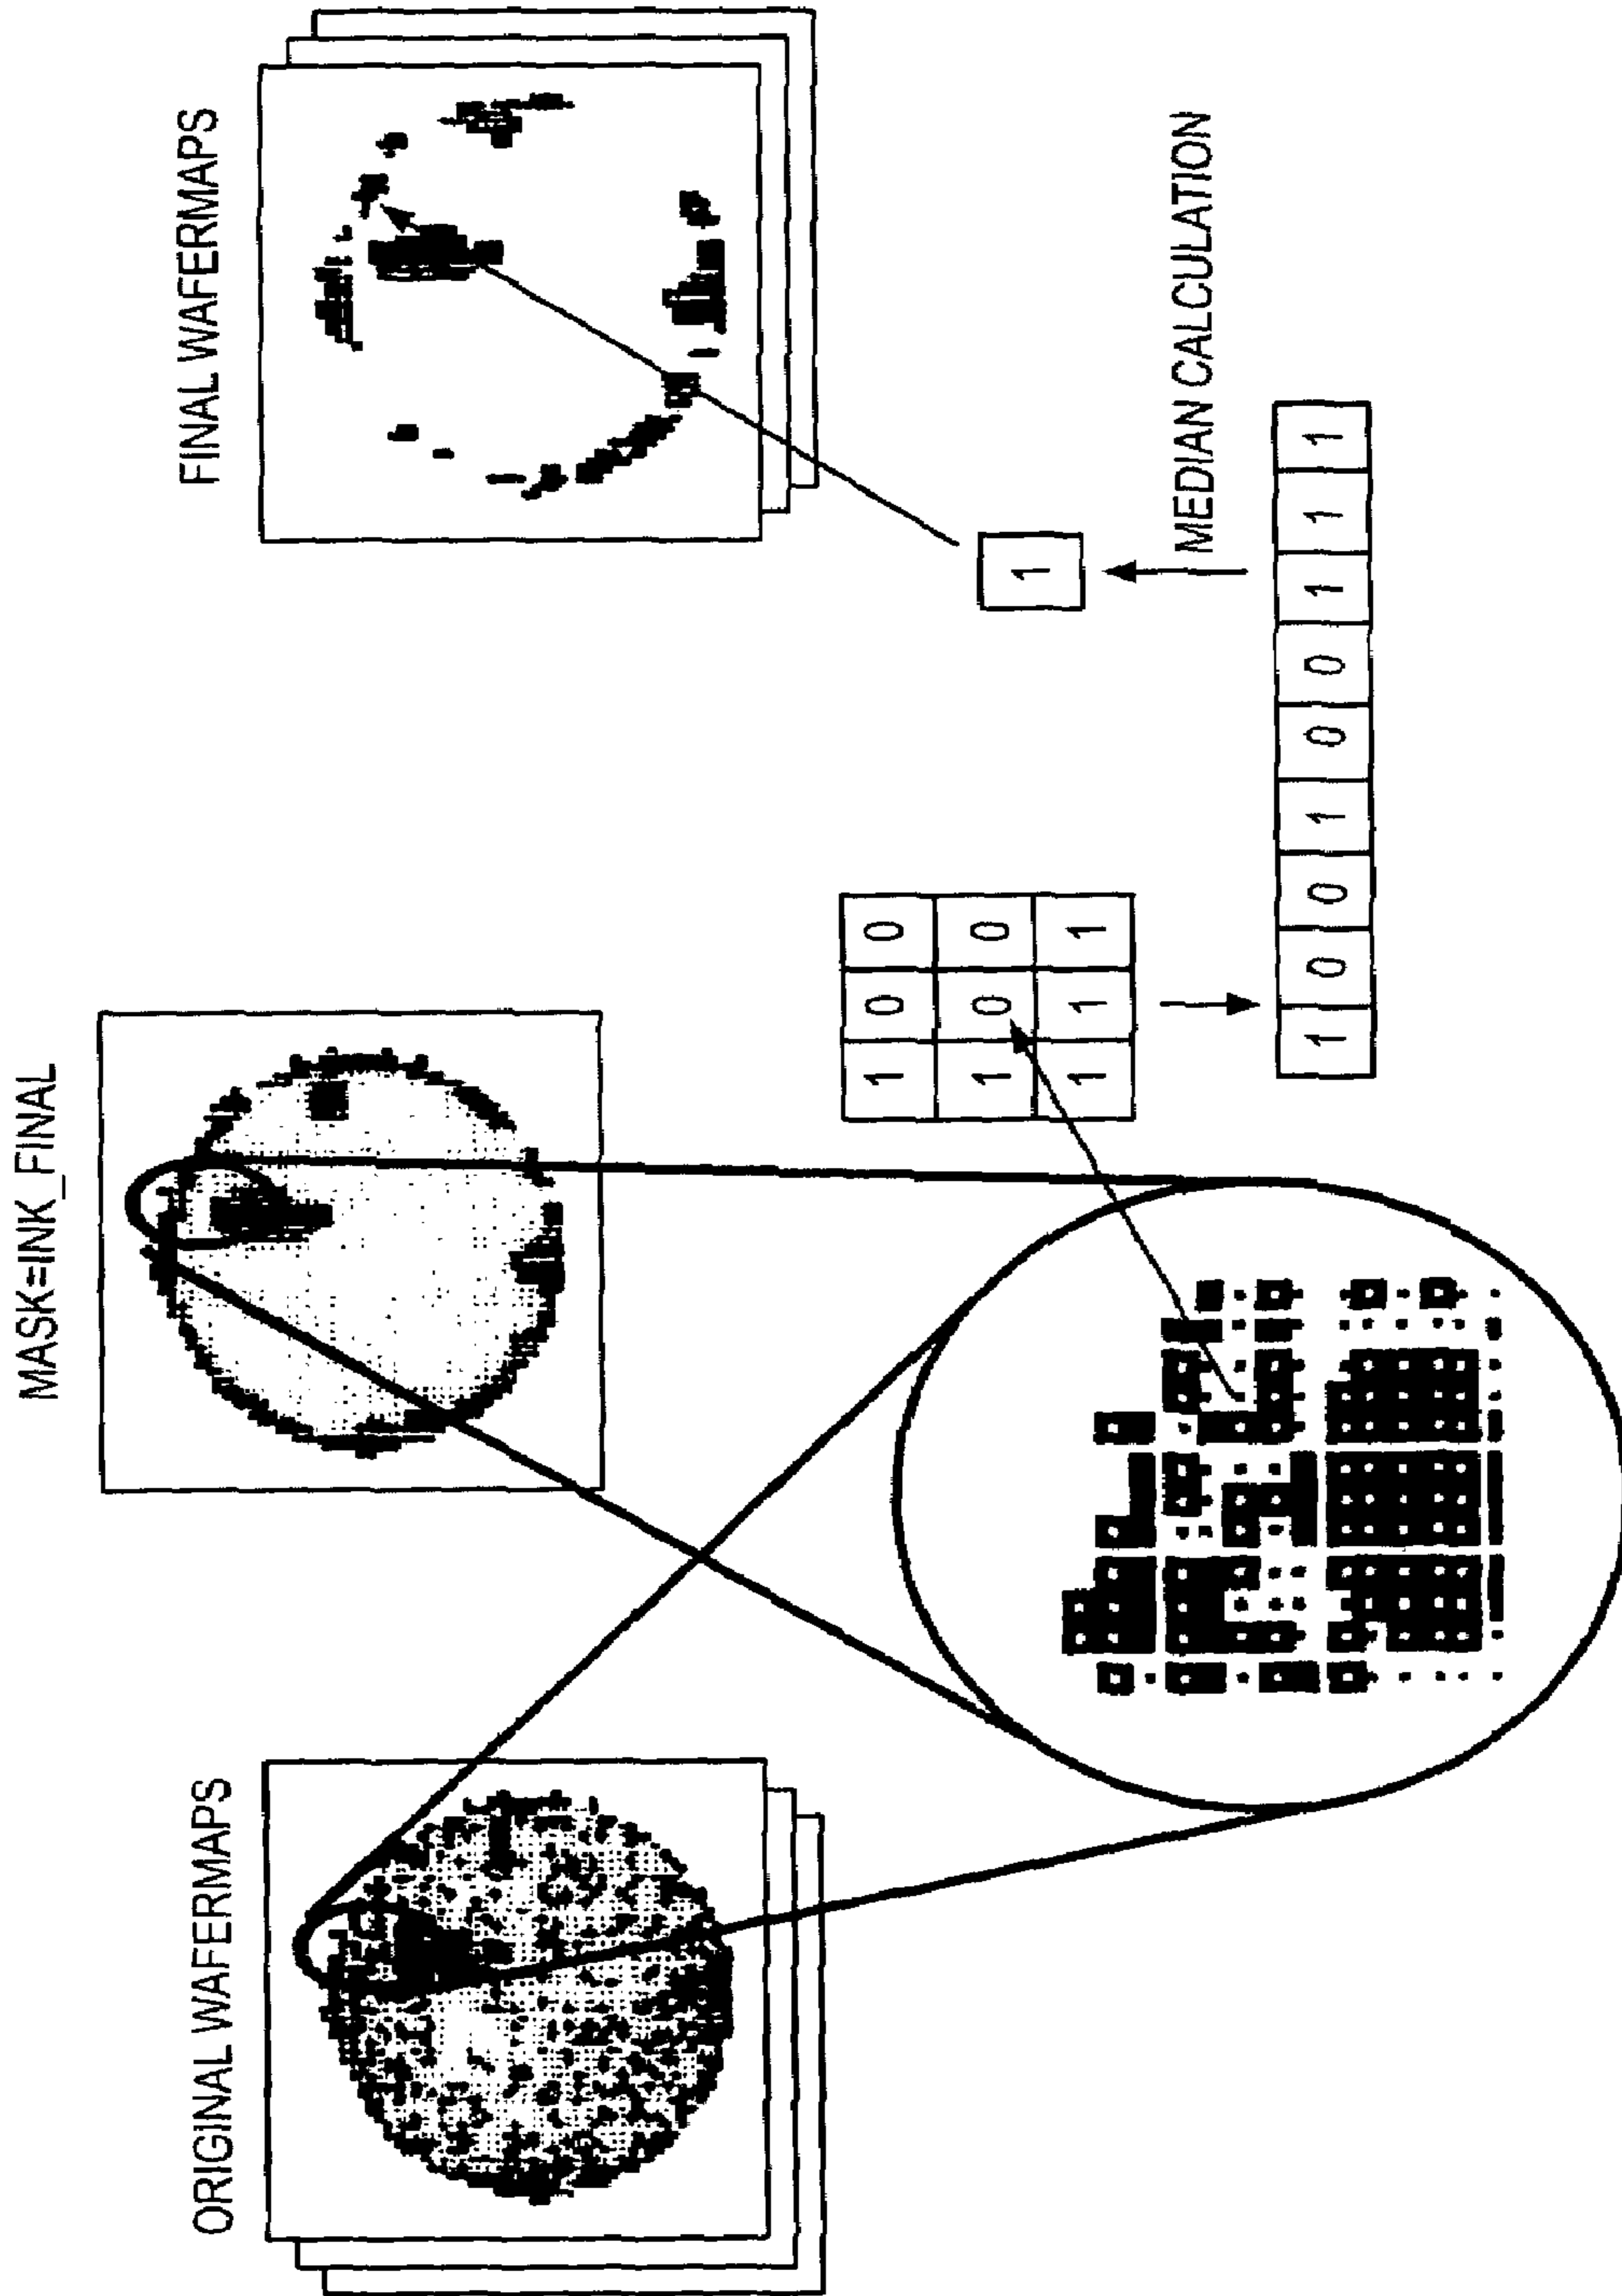 ORIGINAL WAFERMAPS
MASK=INK_FINAL
FINAL WAFERMAPS
1 0 0
1 0 0
1 1 1
1
MEDIAN CALCULATION
1 0 0 1 0 0 1 1 1